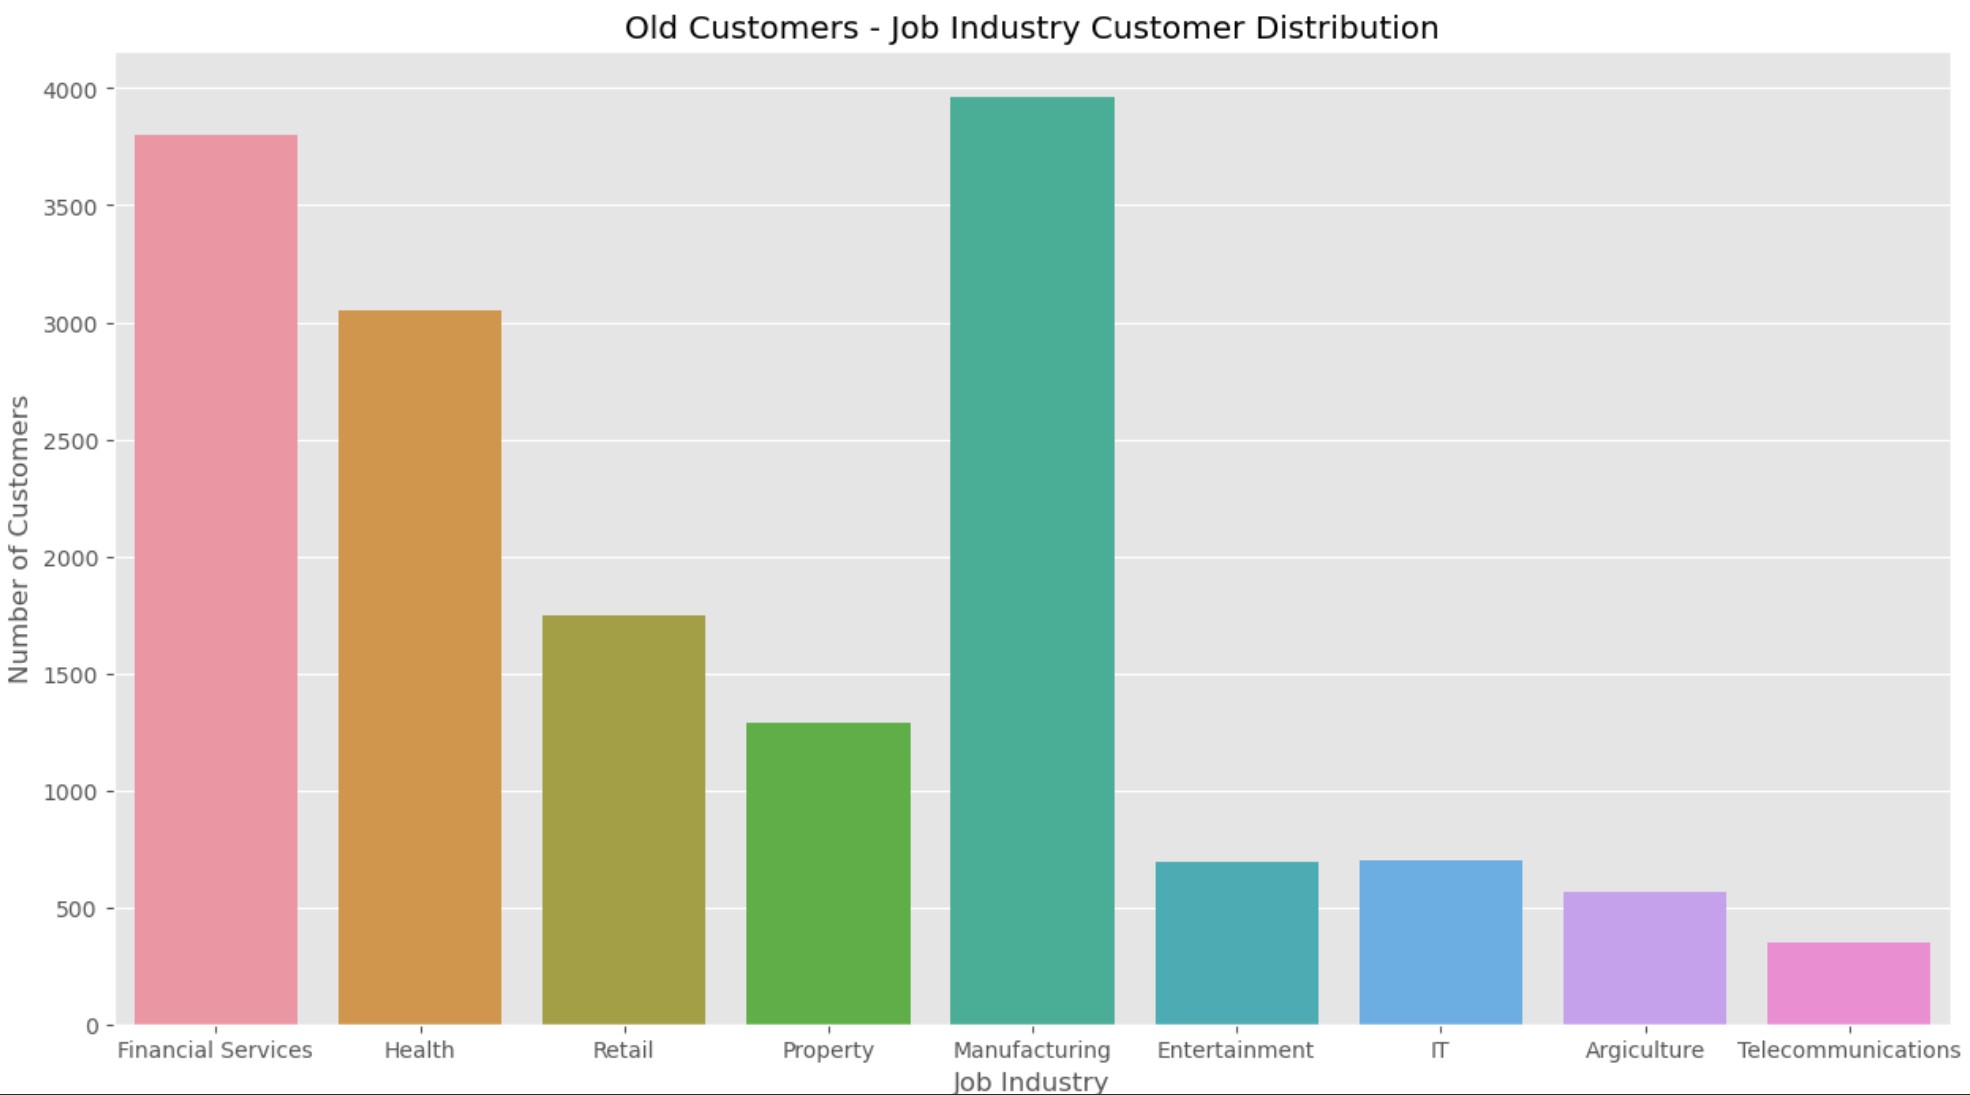 Old Customers - Job Industry Customer Distribution
4000
3500
3000
2500
2000
1500
1000
500
0
Number of Customers
Financial Services
Health
Retail
Property
Manufacturing
Entertainment
IT
Argiculture
Telecommunications
Job Industry